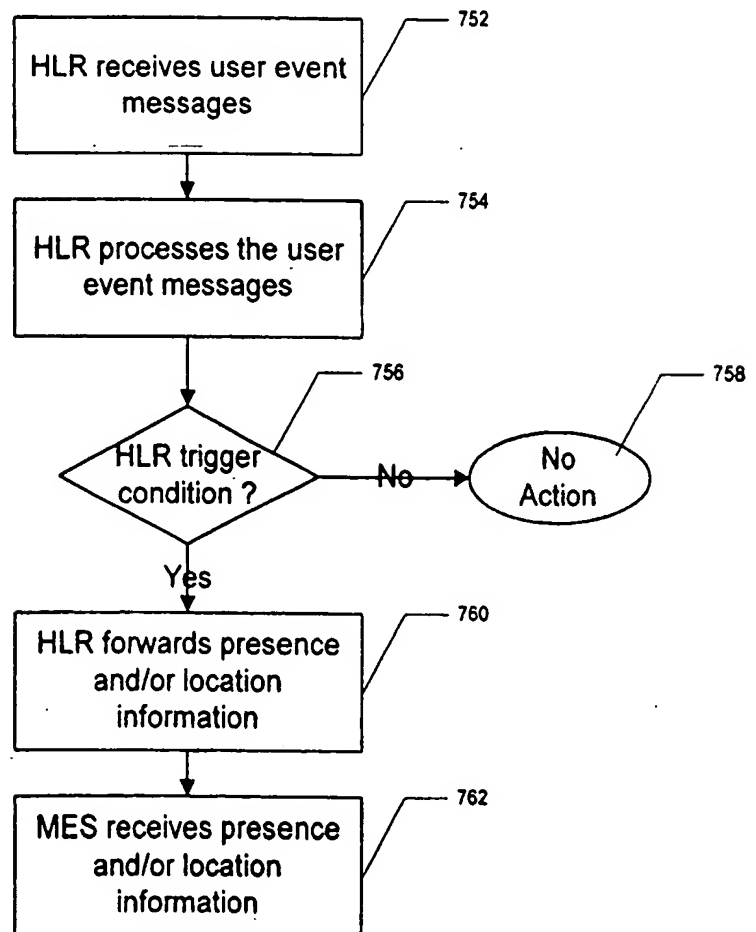 752
HLR receives user event
messages
754
HLR processes the user
event messages
756
758
HLR trigger
condition ?
No
No
Action
Yes
760
HLR forwards presence
and/or location
information
762
MES receives presence
and/or location
information